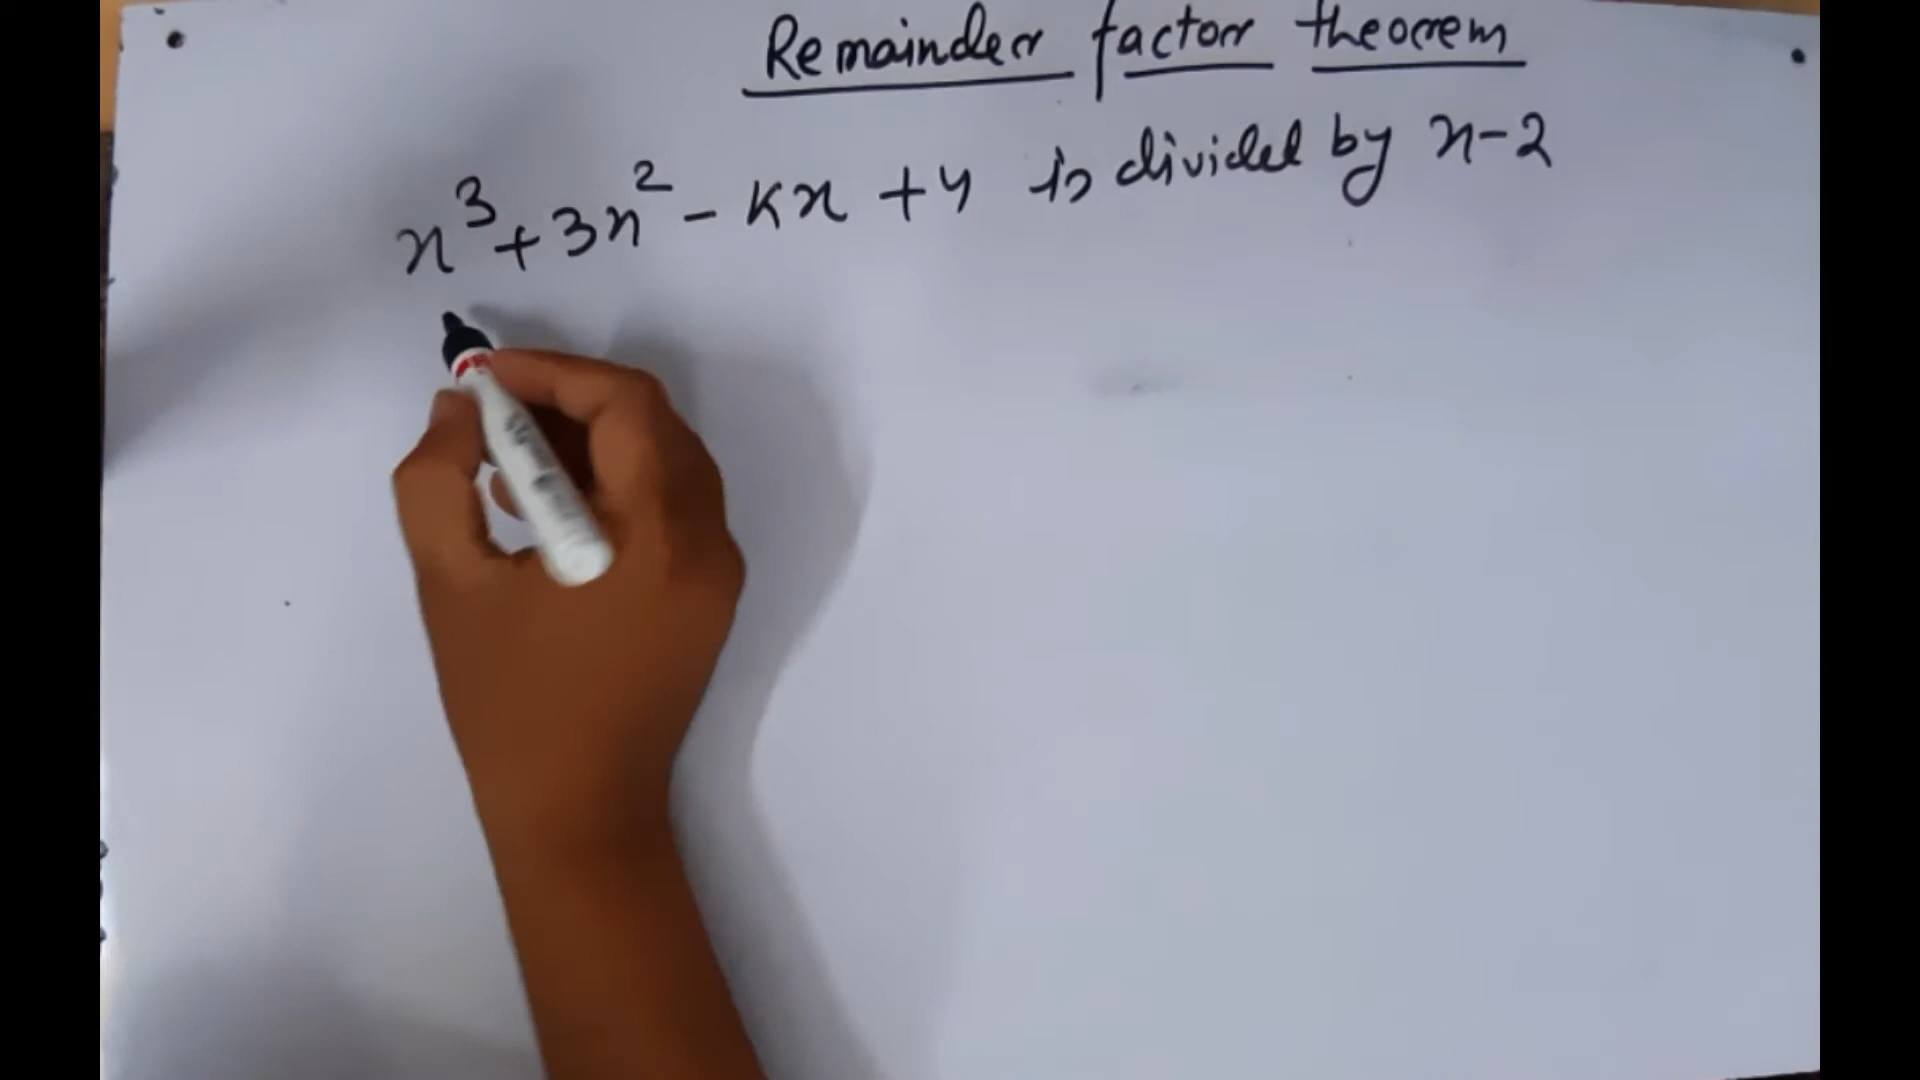 Remainder factor theorem
x³ + 3x² - Kx + 4 is divided by x-2